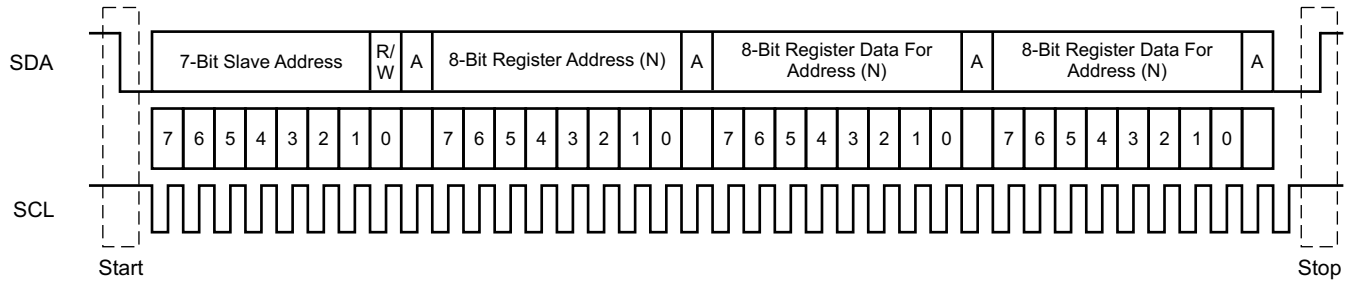 SDA
7-Bit Slave Address
R/
W
A
8-Bit Register Address (N)
A
8-Bit Register Data For
Address (N)
A
8-Bit Register Data For
Address (N)
A
7 6 5 4 3 2 1 0 7 6 5 4 3 2 1 0 7 6 5 4 3 2 1 0 7 6 5 4 3 2 1 0
SCL
Start
Stop